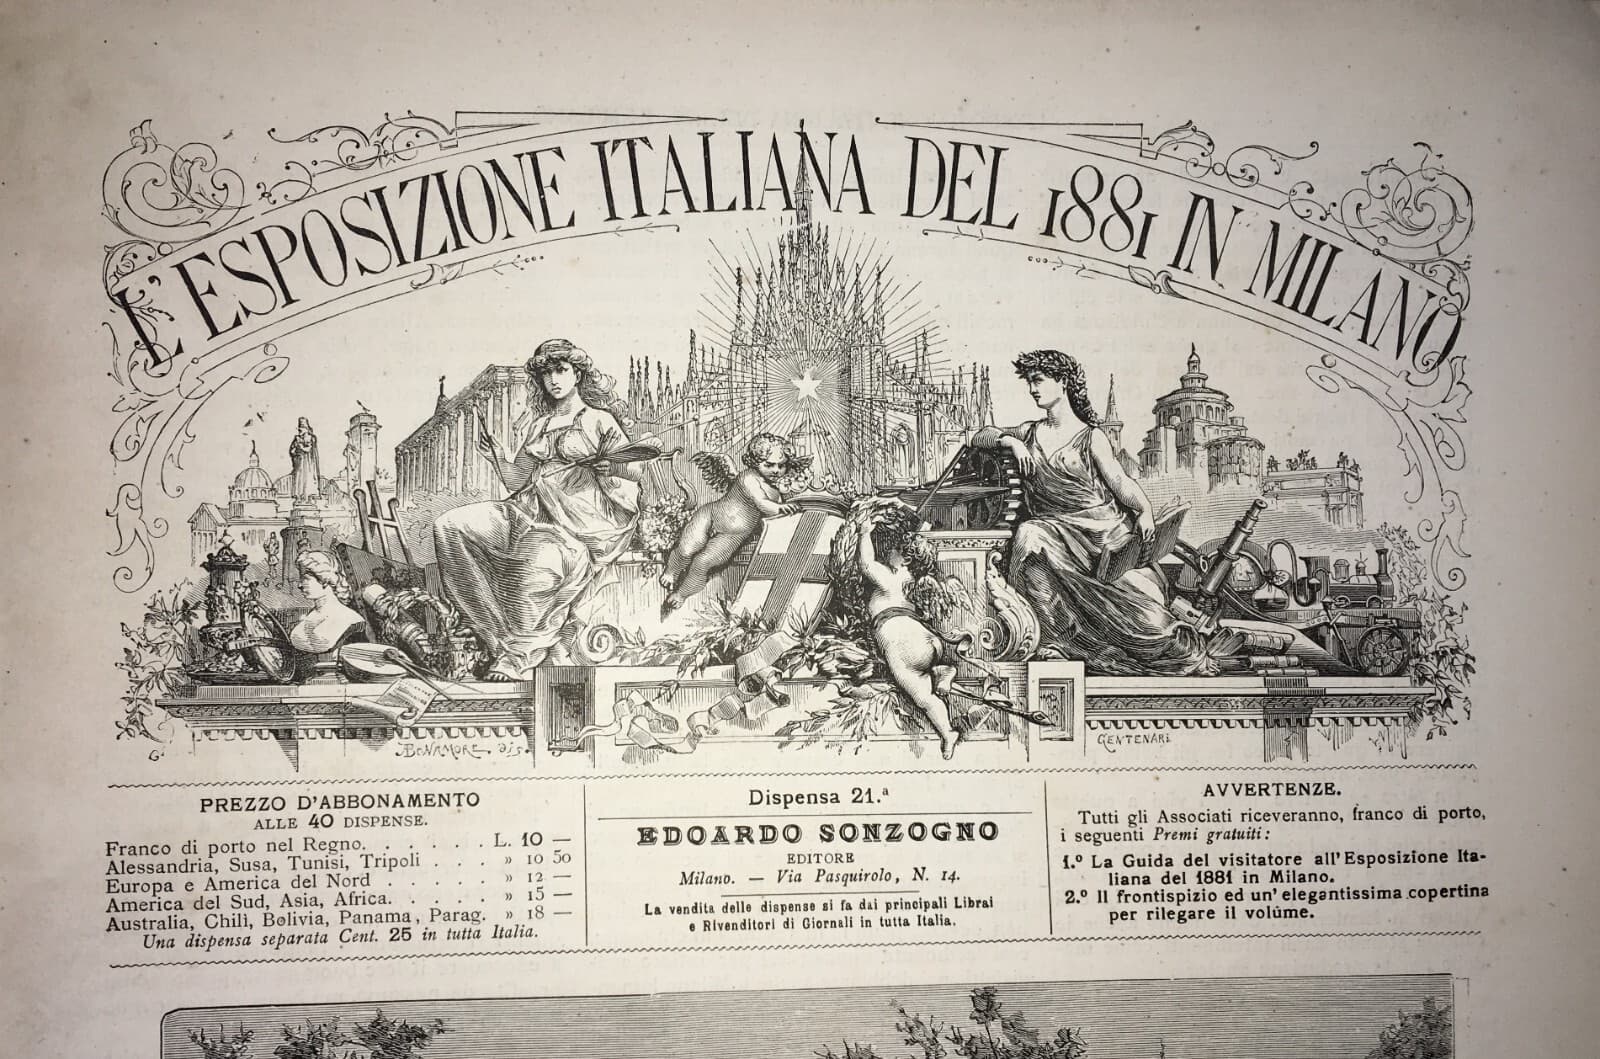 L'ESPOSIZIONE ITALIANA DEL 1881 IN MILANO
G.
A. BONAMORE dis.
CENTENARI
PREZZO D'ABBONAMENTO
ALLE 40 DISPENSE.
Franco di porto nel Regno. . . . . . L. 10 —
Alessandria, Susa, Tunisi, Tripoli . . . » 10 50
Europa e America del Nord . . . . . » 12 —
America del Sud, Asia, Africa. . . . . » 15 —
Australia, Chilì, Bolivia, Panama, Parag. » 18 —
Una dispensa separata Cent. 25 in tutta Italia.
Dispensa 21.ª
EDOARDO SONZOGNO
EDITORE
Milano. — Via Pasquirolo, N. 14.
La vendita delle dispense si fa dai principali Librai
e Rivenditori di Giornali in tutta Italia.
AVVERTENZE.
Tutti gli Associati riceveranno, franco di porto,
i seguenti Premi gratuiti:
1.º La Guida del visitatore all'Esposizione Ita-
liana del 1881 in Milano.
2.º Il frontispizio ed un' elegantissima copertina
per rilegare il volume.